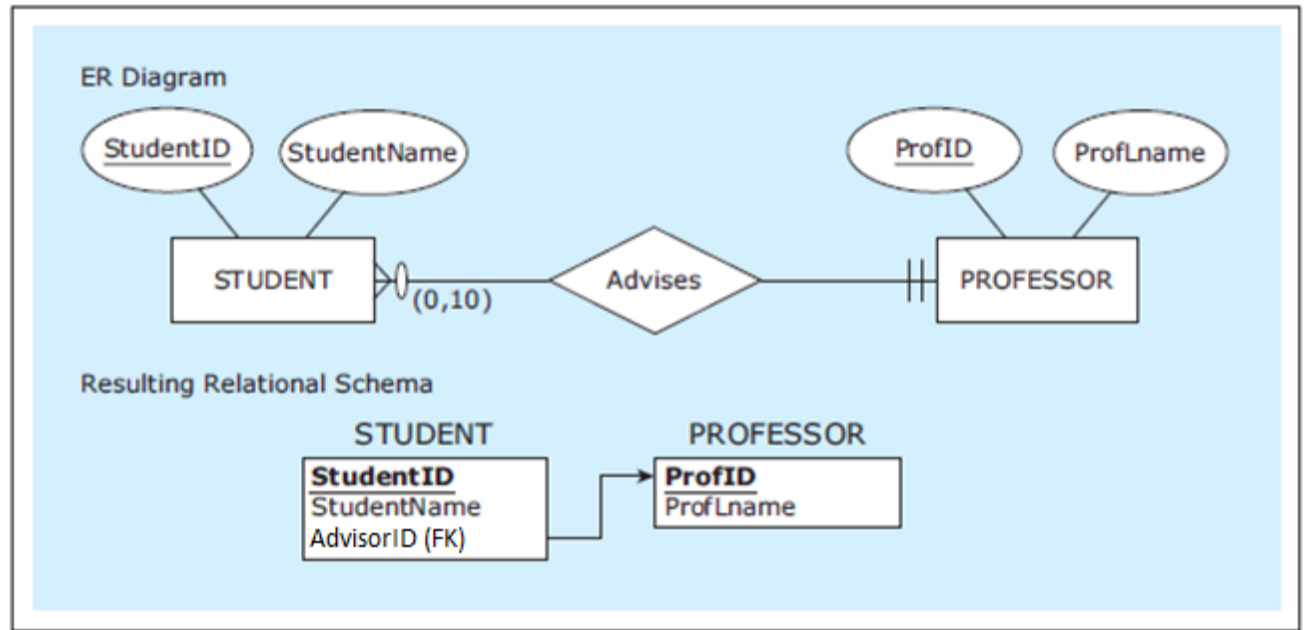 ER Diagram
StudentID
StudentName
ProfID
ProfLname
STUDENT
(0,10)
Advises
PROFESSOR
Resulting Relational Schema
STUDENT
StudentID
StudentName
AdvisorID (FK)
PROFESSOR
ProfID
ProfLname